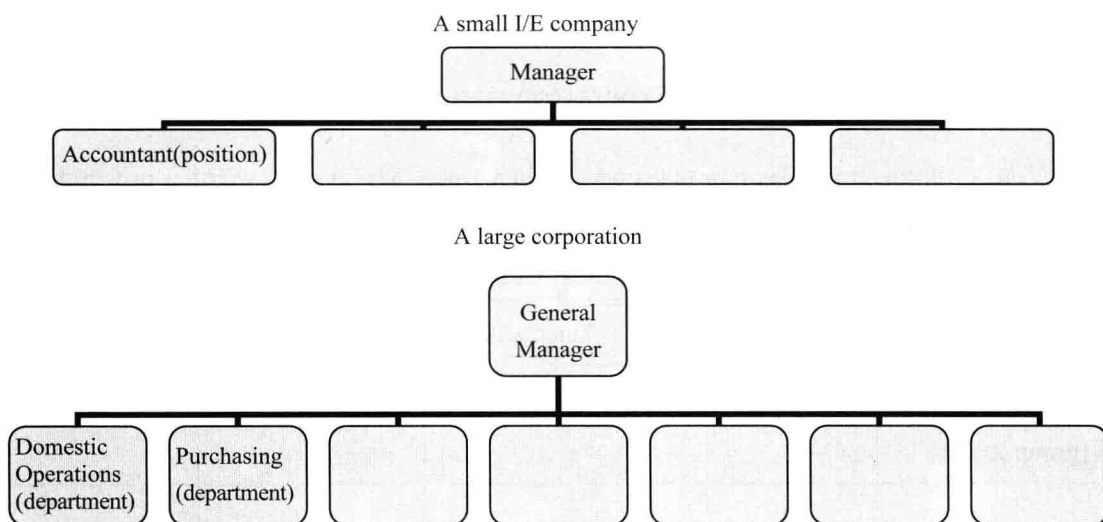 A small I/E company
Manager
Accountant(position)
A large corporation
General
Manager
Domestic
Operations
(department)
Purchasing
(department)